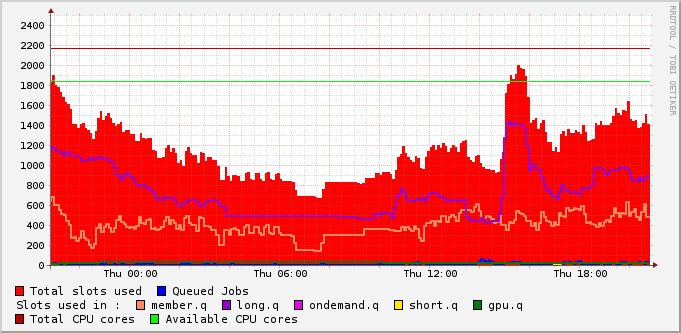 2400
2200
2000
1800
1600
1400
1200
1000
800
600
400
200
0
Thu 00:00 Thu 06:00 Thu 12:00 Thu 18:00
RRDTOOL / TOBI OETIKER
Total slots used Queued Jobs
Slots used in : member.q long.q ondemand.q short.q gpu.q
Total CPU cores Available CPU cores